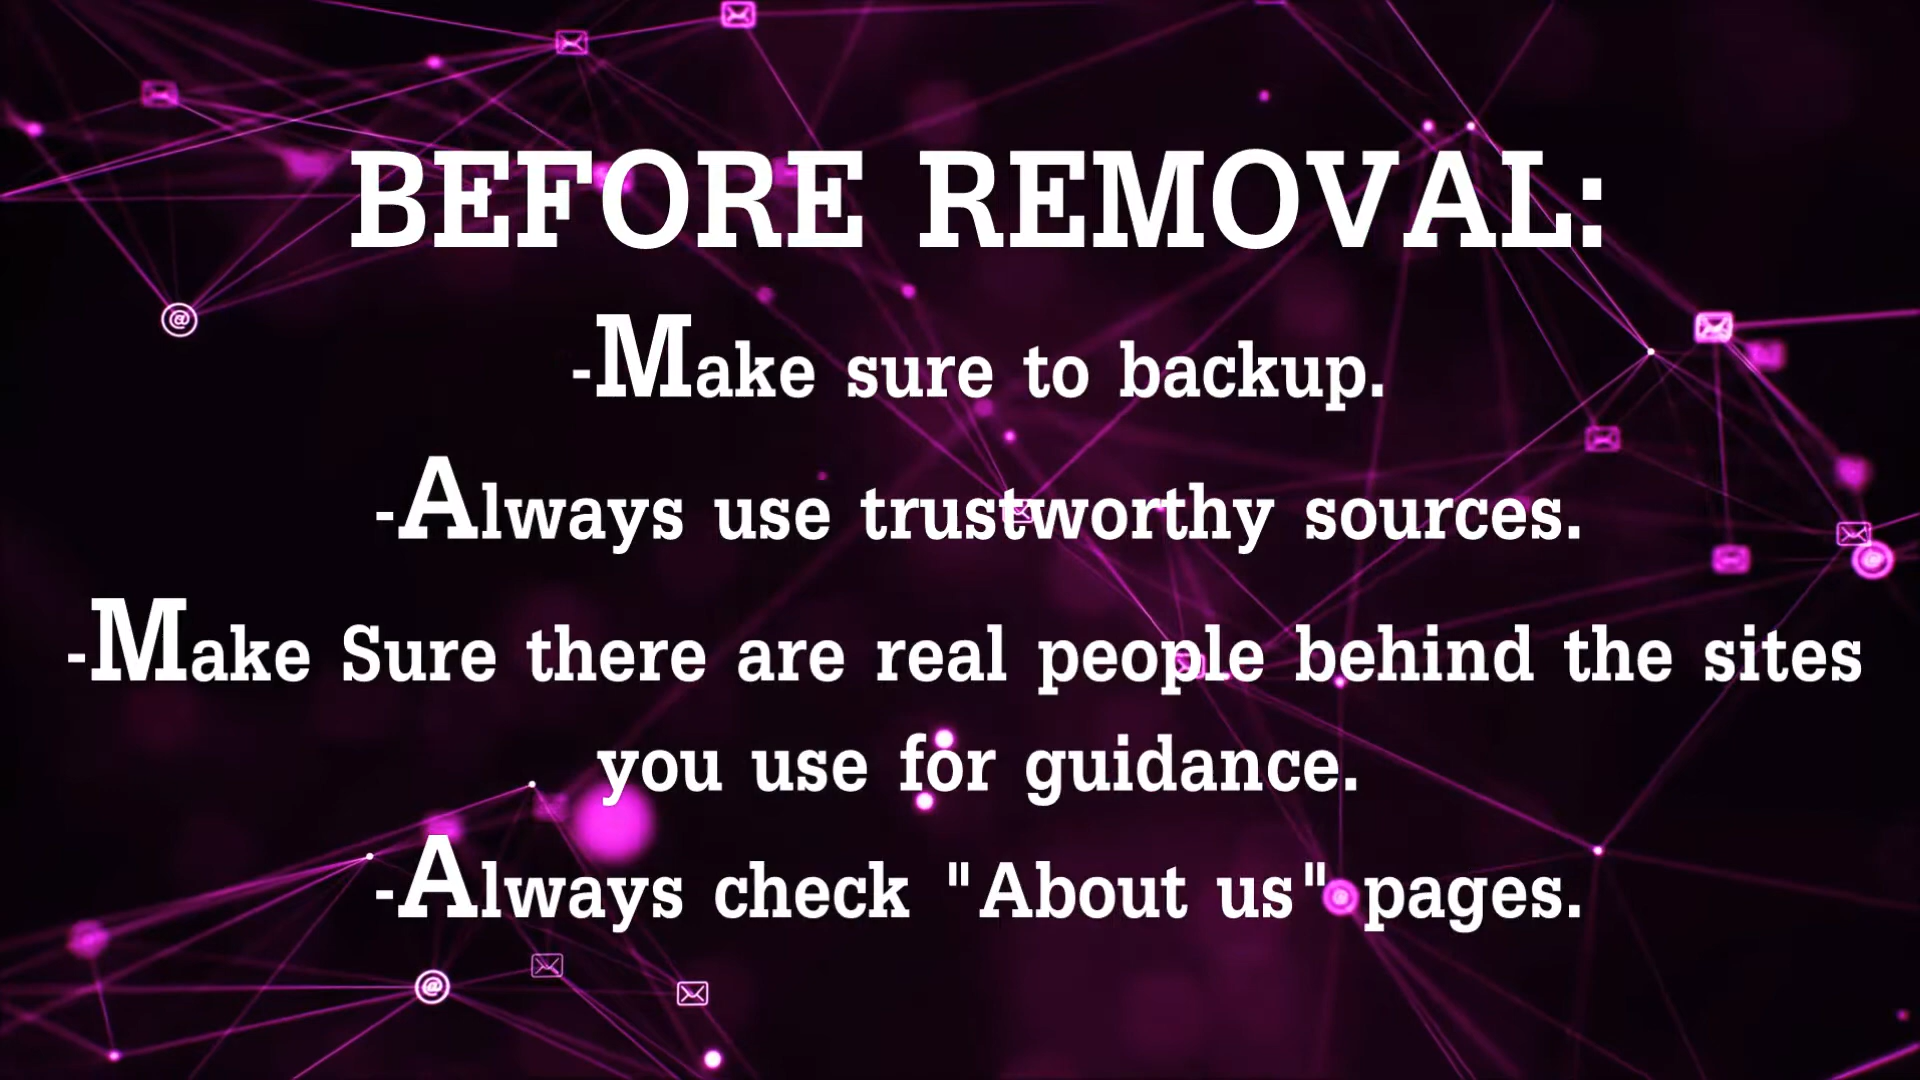 BEFORE REMOVAL:
-Make sure to backup.
-Always use trustworthy sources.
-Make Sure there are real people behind the sites
you use for guidance.
-Always check "About us" pages.